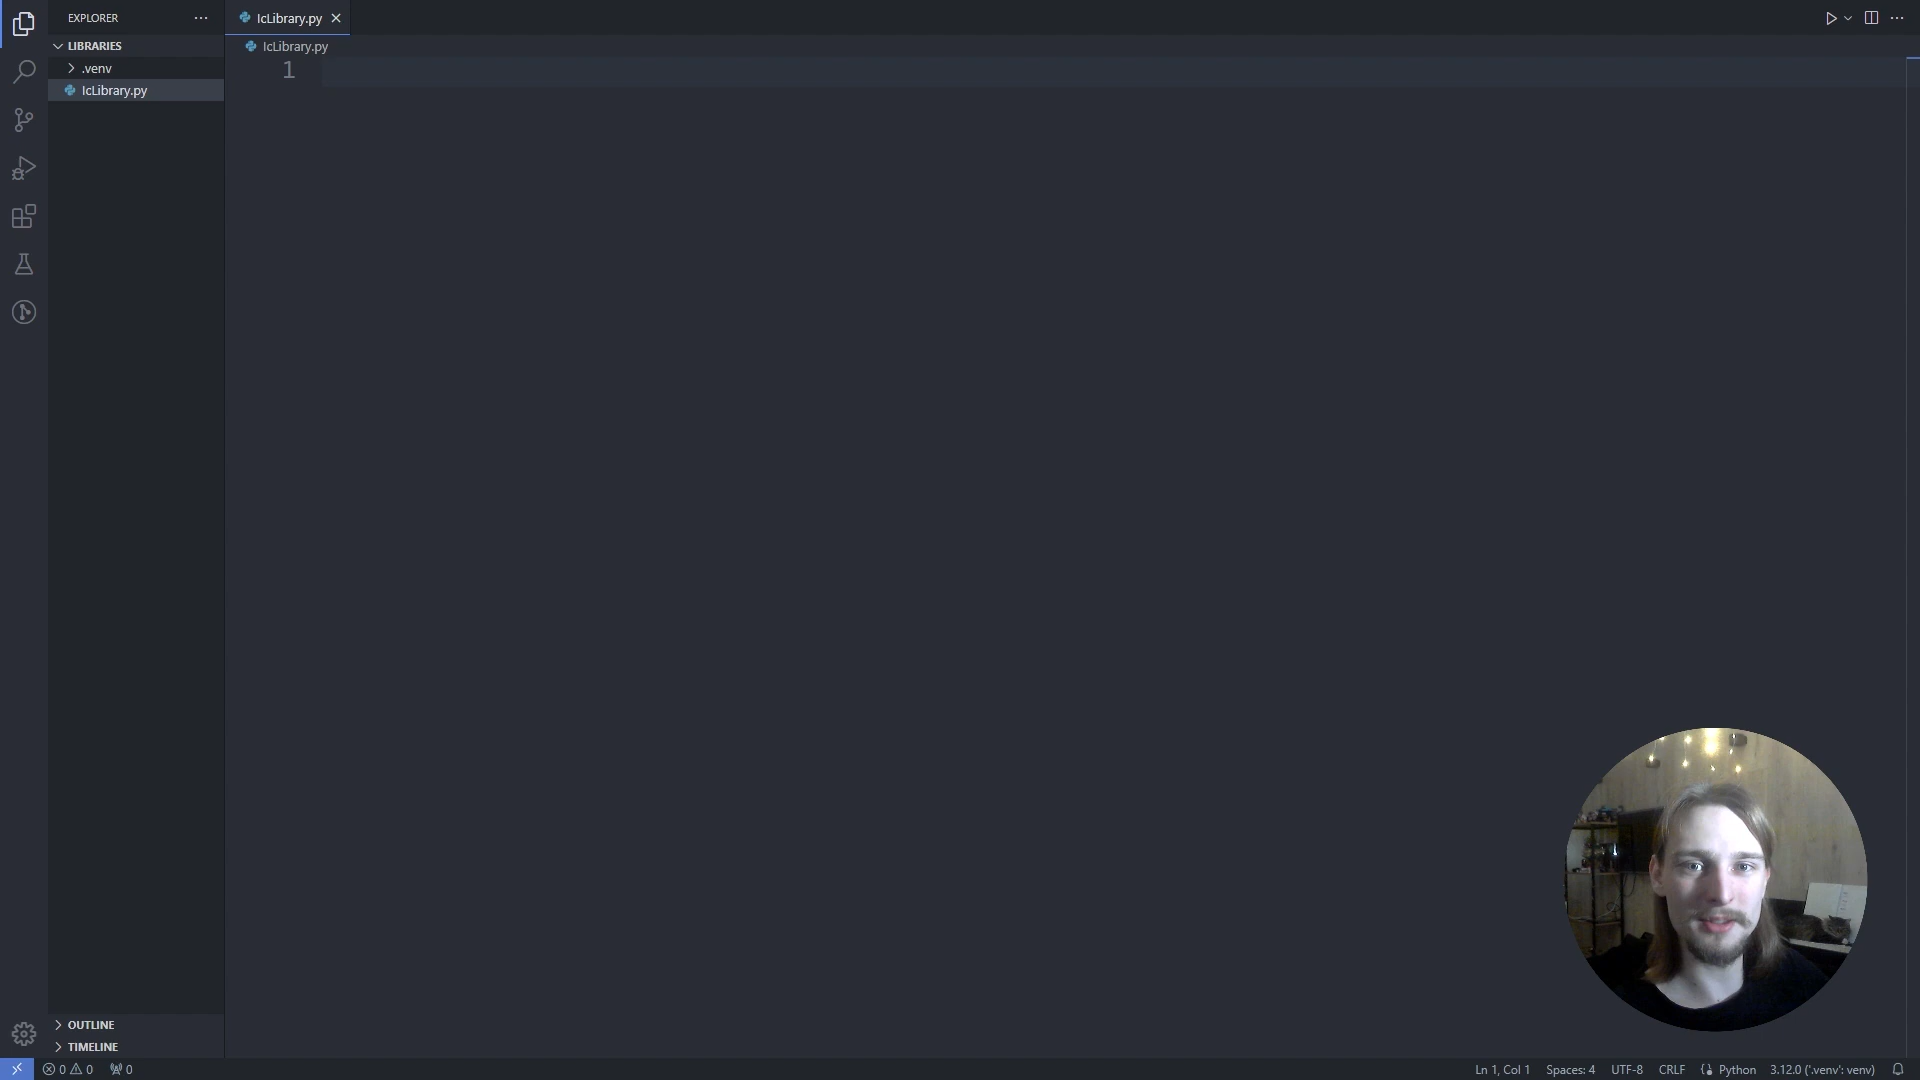 EXPLORER
IcLibrary.py
LIBRARIES
IcLibrary.py
.venv
1
IcLibrary.py
OUTLINE
TIMELINE
0 0 0
Ln 1, Col 1 Spaces: 4 UTF-8 CRLF Python 3.12.0 ('.venv': venv)